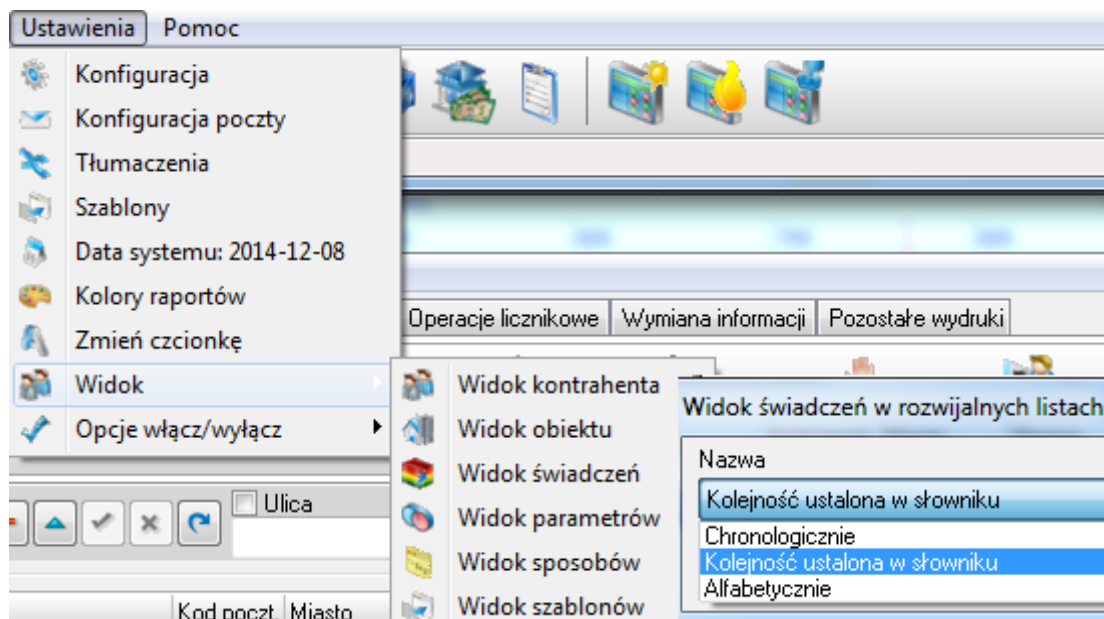 Ustawienia Pomoc
Konfiguracja
Konfiguracja poczty
Tłumaczenia
Szablony
Data systemu: 2014-12-08
Kolory raportów
Zmień czcionkę
Widok
Opcje włącz/wyłącz
Operacje licznikowe Wymiana informacji Pozostałe wydruki
Widok kontrahenta
Widok obiektu
Widok świadczeń
Widok parametrów
Widok sposobów
Widok szablonów
Widok świadczeń w rozwijalnych listach
Nazwa
Kolejność ustalona w słowniku
Chronologicznie
Kolejność ustalona w słowniku
Alfabetycznie
Ulica
Kod poczt. Miasto